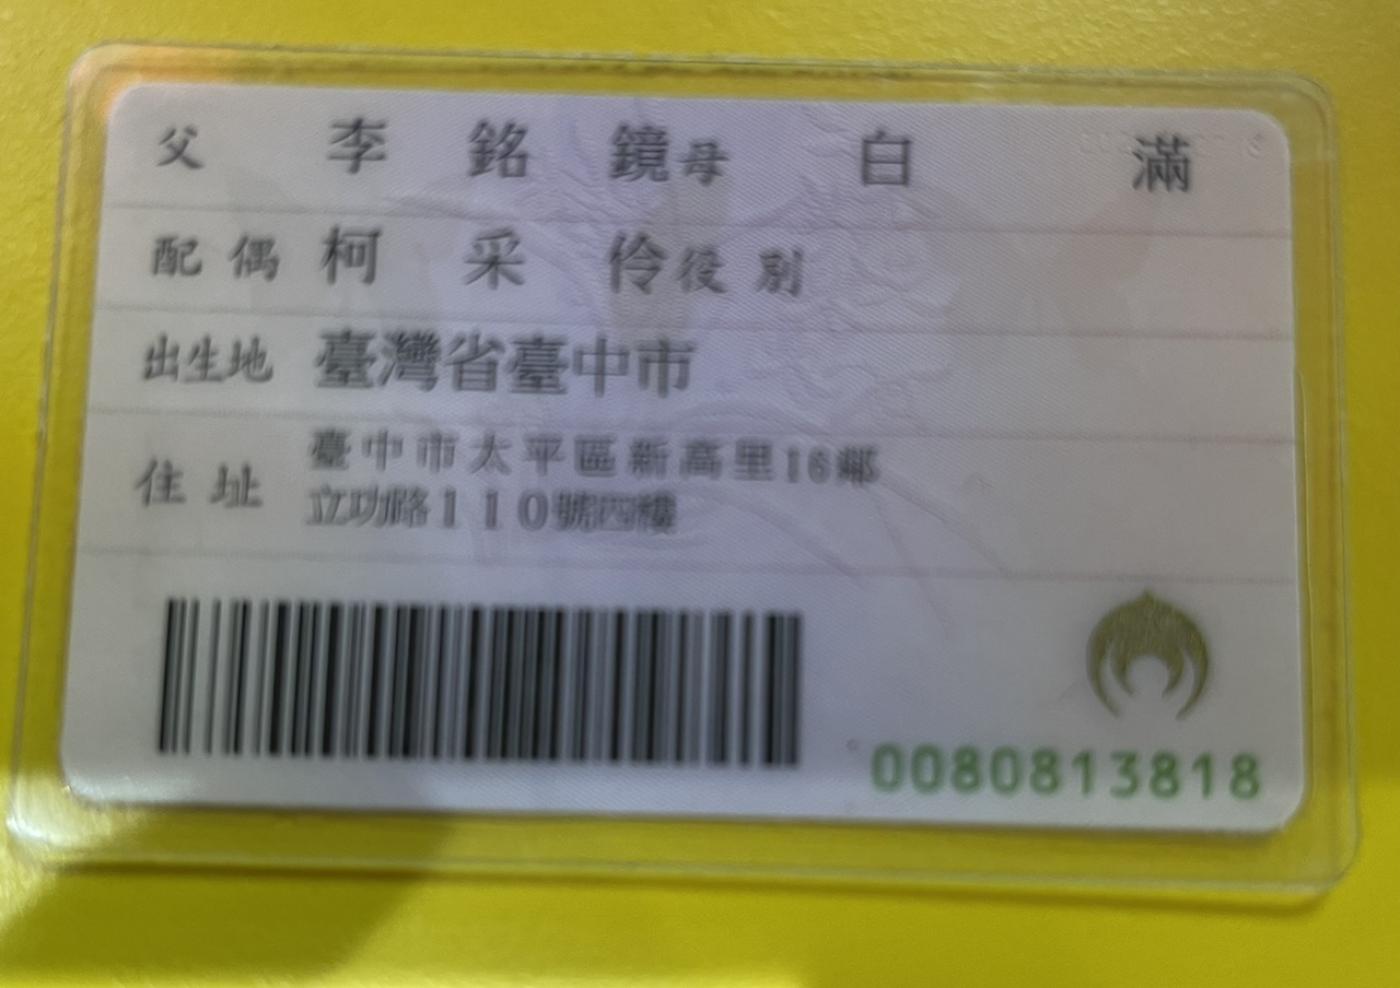 父 李銘鏡 母 白滿
配偶 柯采伶 役別
出生地 臺灣省臺中市
住址 臺中市太平區新高里16鄰
立功路110號四樓
0080813818